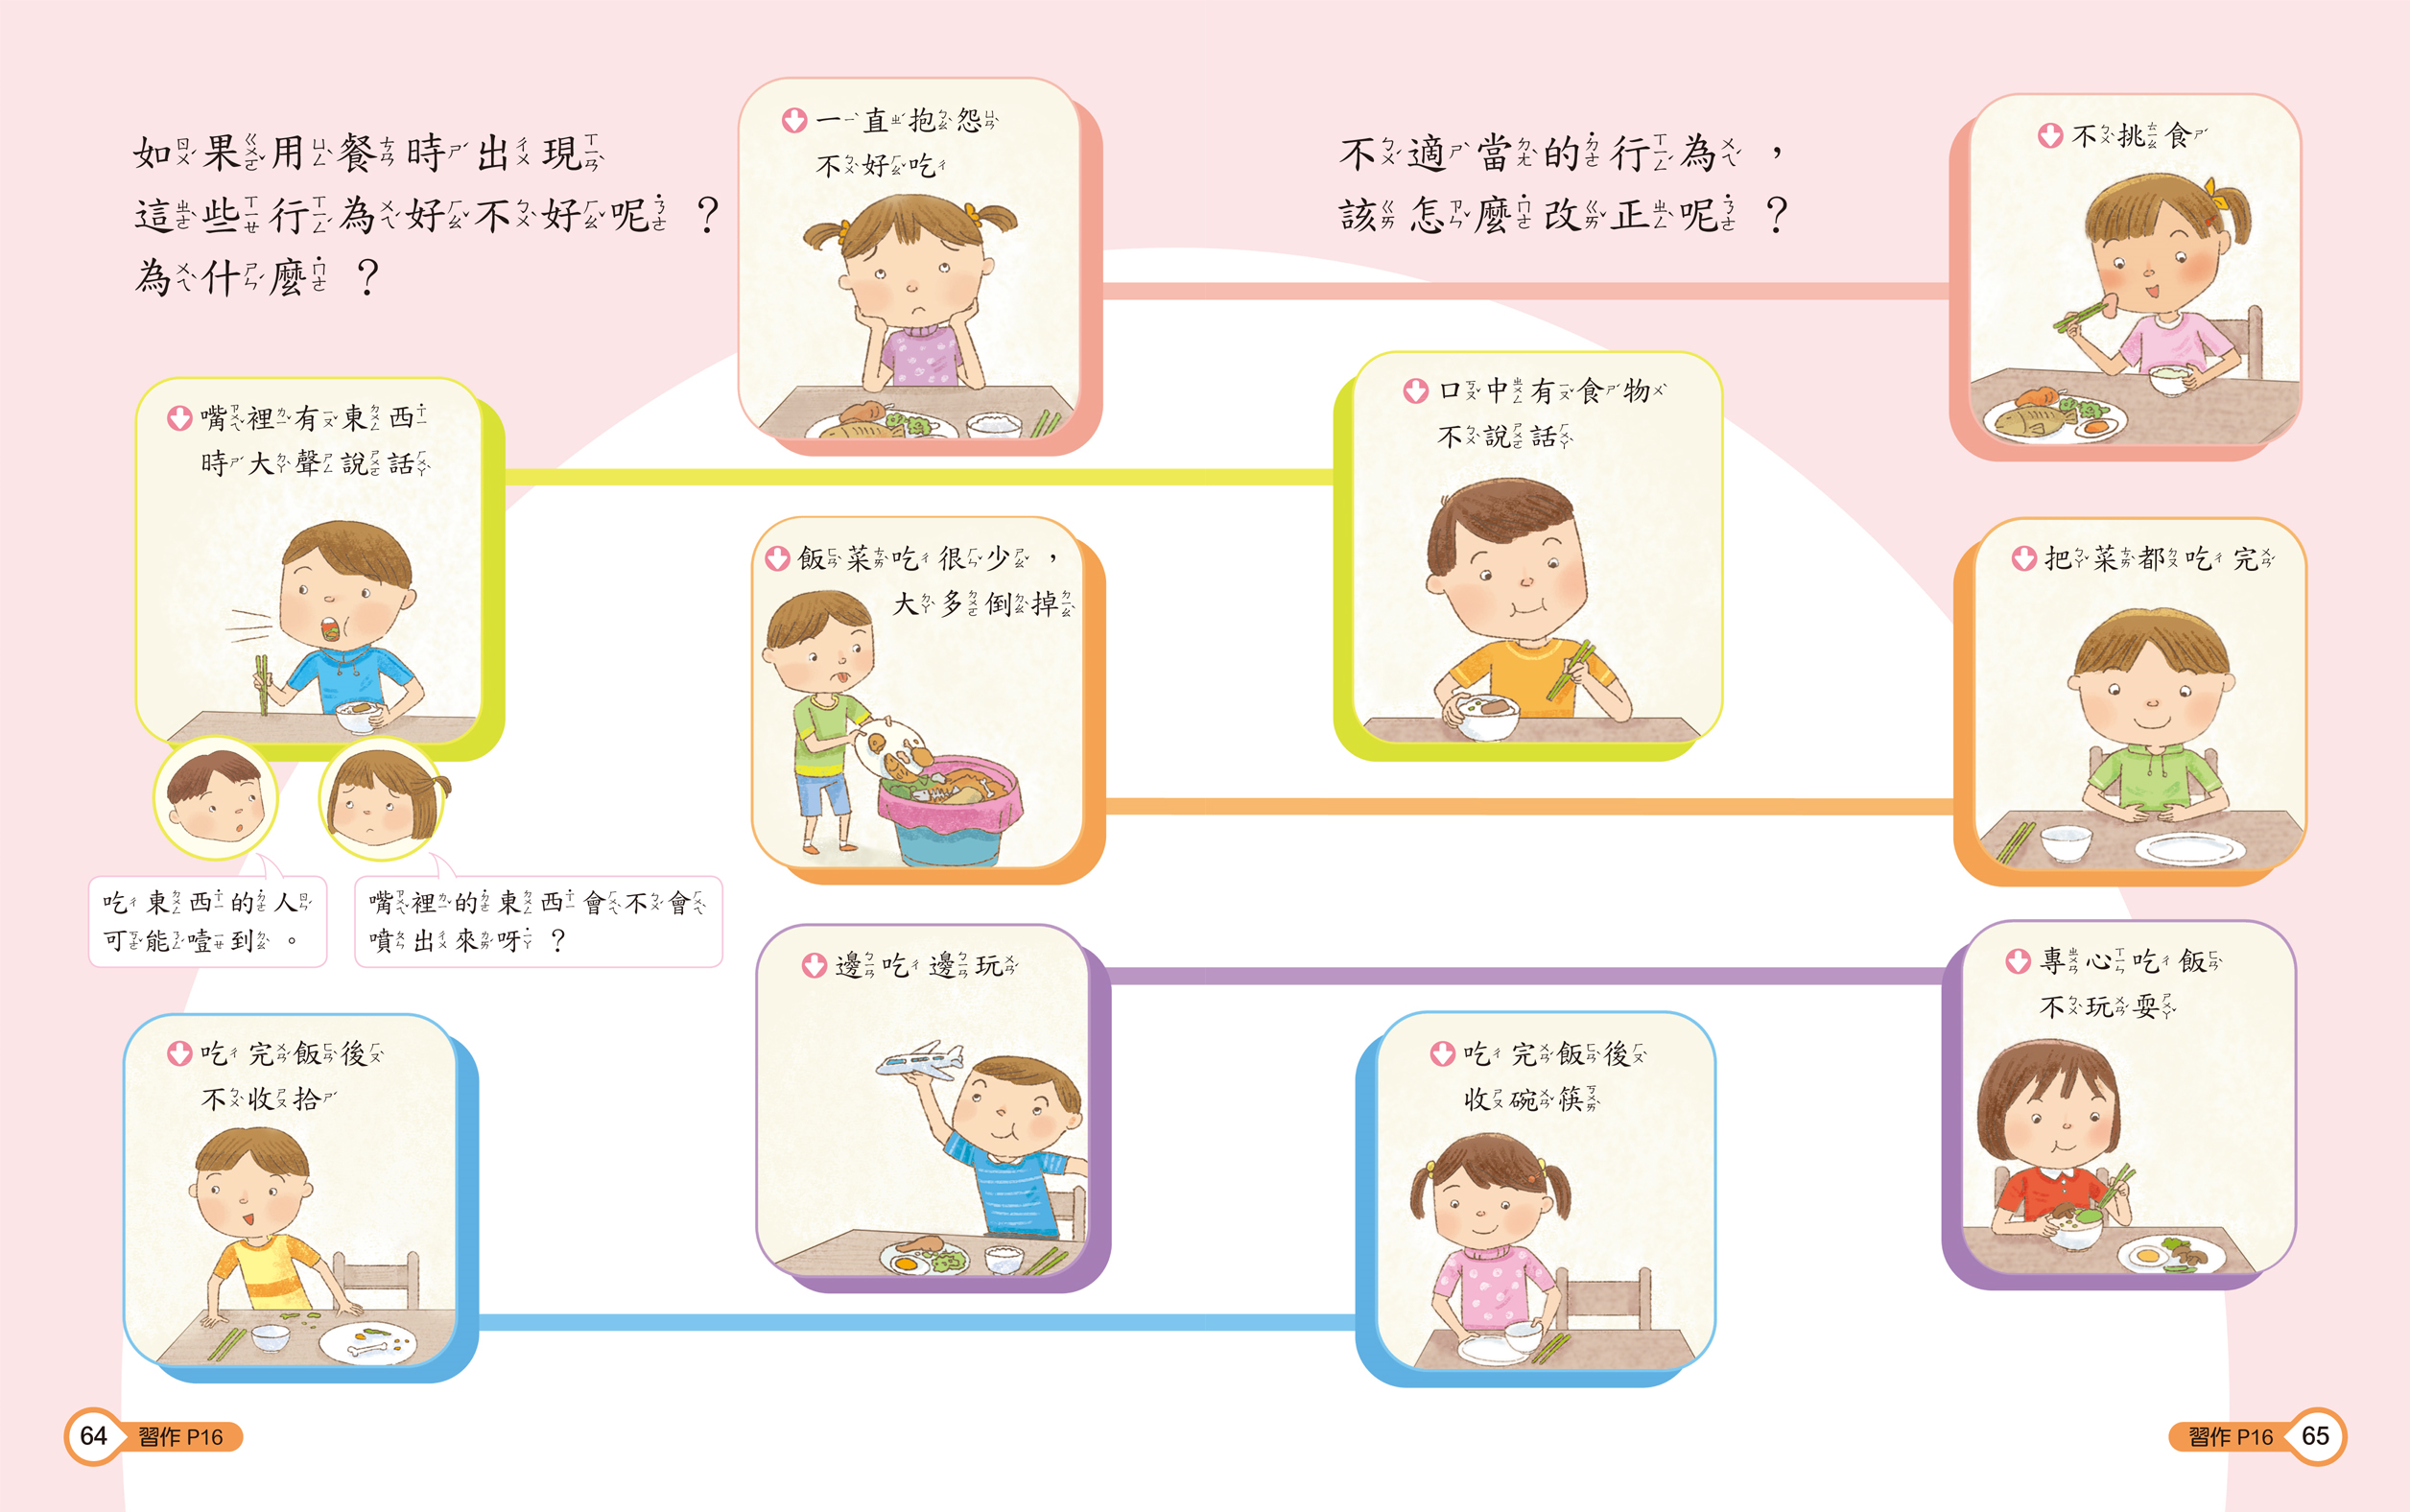 如果用餐時出現
這些行為好不好呢？
為什麼？
一直抱怨
不好吃
嘴裡有東西
時大聲說話
吃東西的人
可能噎到。
嘴裡的東西會不會
噴出來呀？
飯菜吃很少，
大多倒掉
吃完飯後
不收拾
邊吃邊玩
64
習作 P16
不適當的行為，
該怎麼改正呢？
不挑食
口中有食物
不說話
把菜都吃完
吃完飯後
收碗筷
專心吃飯
不玩耍
習作 P16
65